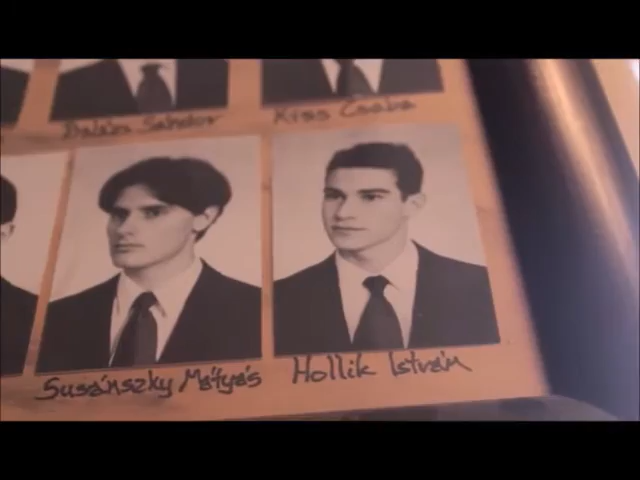 Balázs Sándor
Kiss Csaba
Susánszky Mátyás
Hollik István